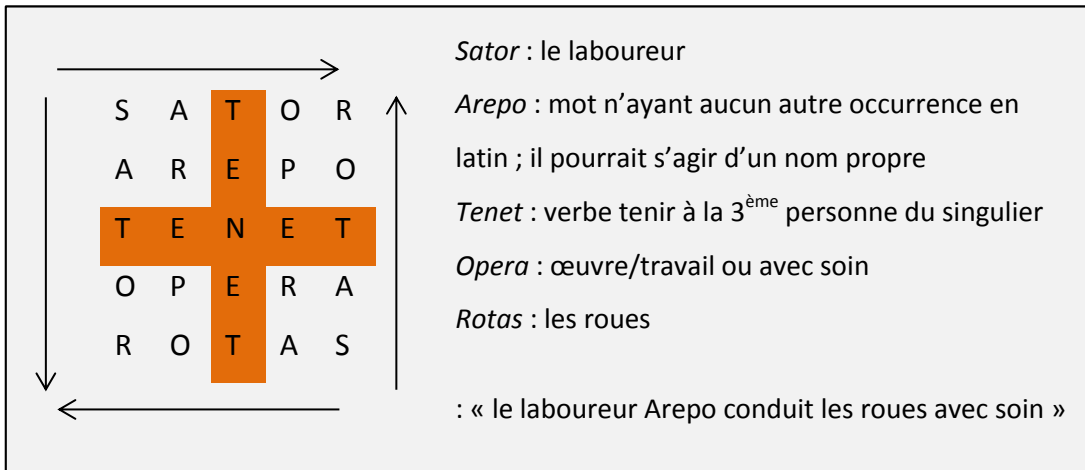 S A T O R
A R E P O
T E N E T
O P E R A
R O T A S
Sator : le laboureur
Arepo : mot n’ayant aucun autre occurrence en
latin ; il pourrait s’agir d’un nom propre
Tenet : verbe tenir à la 3ème personne du singulier
Opera : œuvre/travail ou avec soin
Rotas : les roues
: « le laboureur Arepo conduit les roues avec soin »